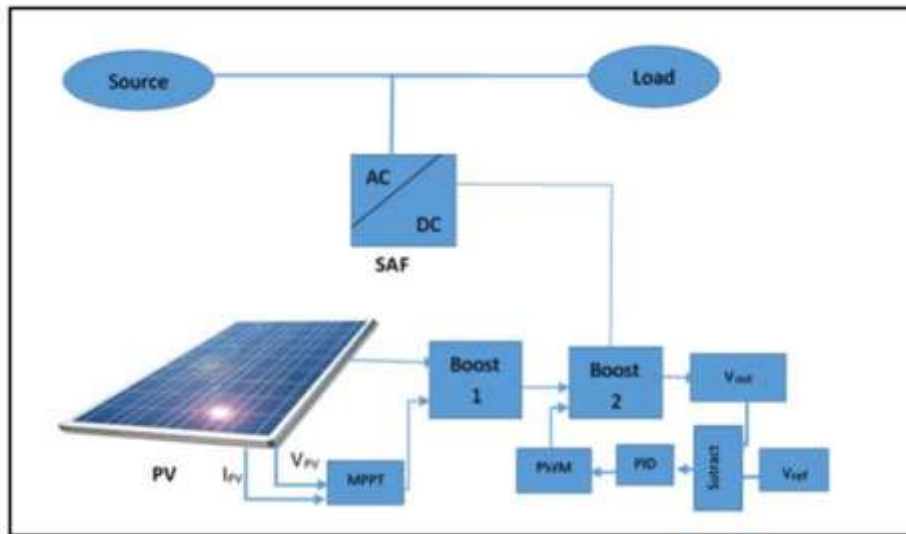 Source
Load
AC
DC
SAF
Boost
1
Boost
2
Vout
PV
IPV
VPV
MPPT
PWM
PID
Sutract
Vref